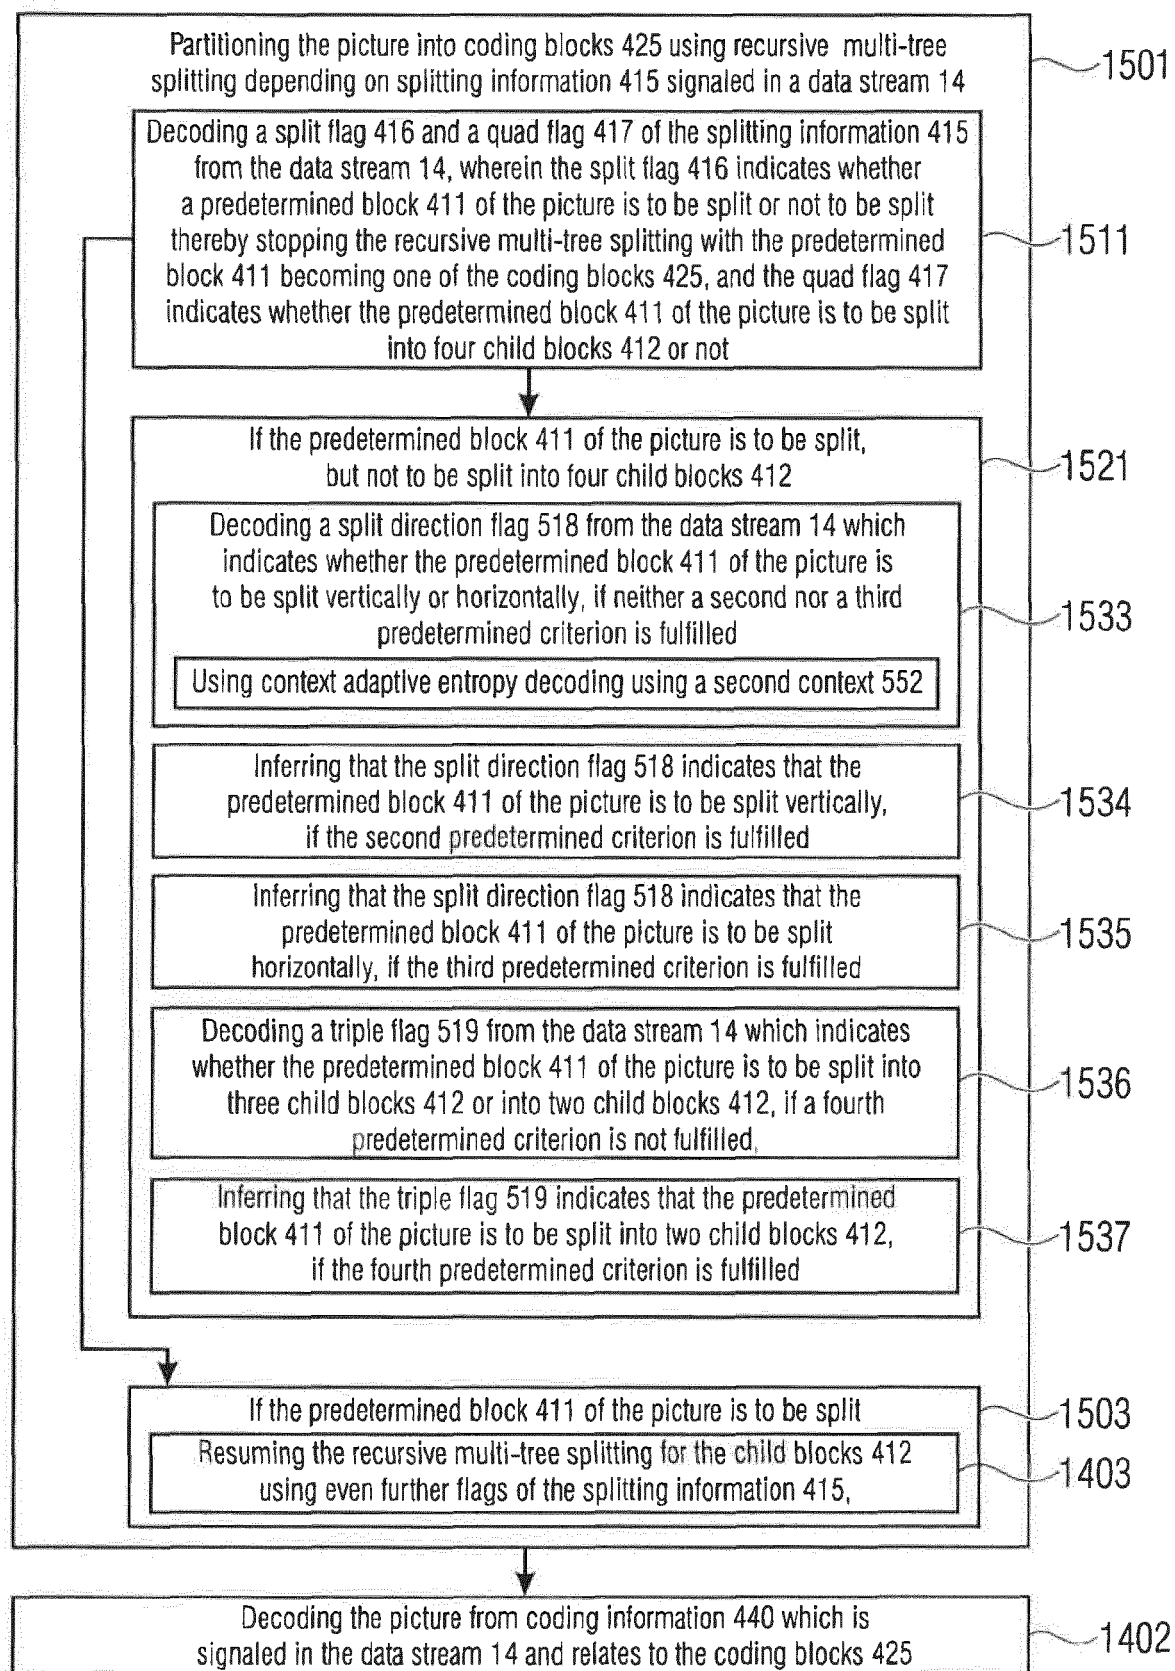 Partitioning the picture into coding blocks 425 using recursive multi-tree
splitting depending on splitting information 415 signaled in a data stream 14
1501
Decoding a split flag 416 and a quad flag 417 of the splitting information 415
from the data stream 14, wherein the split flag 416 indicates whether
a predetermined block 411 of the picture is to be split or not to be split
thereby stopping the recursive multi-tree splitting with the predetermined
block 411 becoming one of the coding blocks 425, and the quad flag 417
indicates whether the predetermined block 411 of the picture is to be split
into four child blocks 412 or not
1511
If the predetermined block 411 of the picture is to be split,
but not to be split into four child blocks 412
1521
Decoding a split direction flag 518 from the data stream 14 which
indicates whether the predetermined block 411 of the picture is
to be split vertically or horizontally, if neither a second nor a third
predetermined criterion is fulfilled
1533
Using context adaptive entropy decoding using a second context 552
Inferring that the split direction flag 518 indicates that the
predetermined block 411 of the picture is to be split vertically,
if the second predetermined criterion is fulfilled
1534
Inferring that the split direction flag 518 indicates that the
predetermined block 411 of the picture is to be split
horizontally, if the third predetermined criterion is fulfilled
1535
Decoding a triple flag 519 from the data stream 14 which indicates
whether the predetermined block 411 of the picture is to be split into
three child blocks 412 or into two child blocks 412, if a fourth
predetermined criterion is not fulfilled,
1536
Inferring that the triple flag 519 indicates that the predetermined
block 411 of the picture is to be split into two child blocks 412,
if the fourth predetermined criterion is fulfilled
1537
If the predetermined block 411 of the picture is to be split
1503
Resuming the recursive multi-tree splitting for the child blocks 412
using even further flags of the splitting information 415,
1403
Decoding the picture from coding information 440 which is
signaled in the data stream 14 and relates to the coding blocks 425
1402